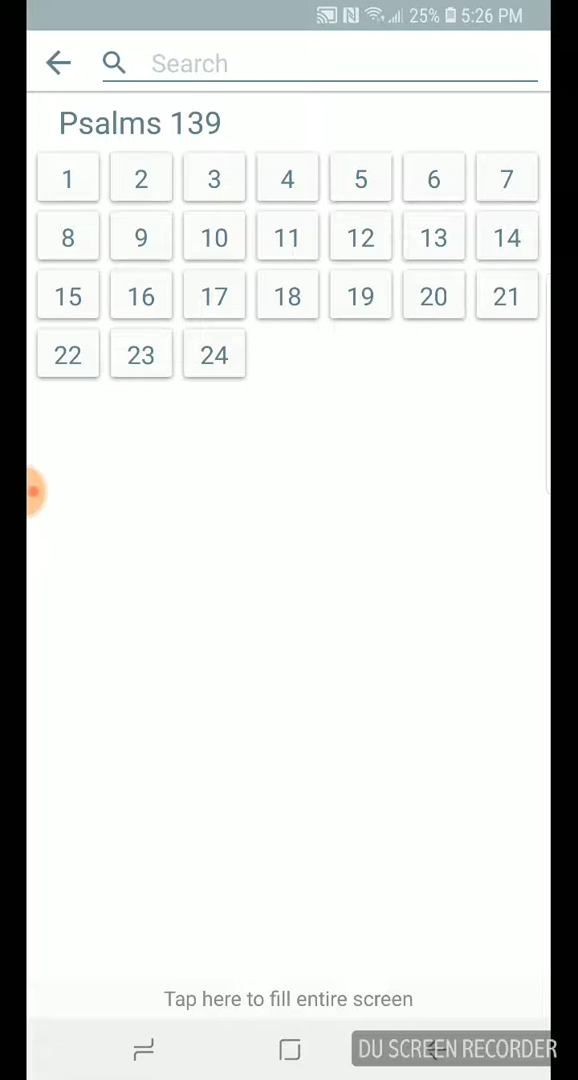 25% 5:26 PM
Search
Psalms 139
1 2 3 4 5 6 7
8 9 10 11 12 13 14
15 16 17 18 19 20 21
22 23 24
Tap here to fill entire screen
DU SCREEN RECORDER